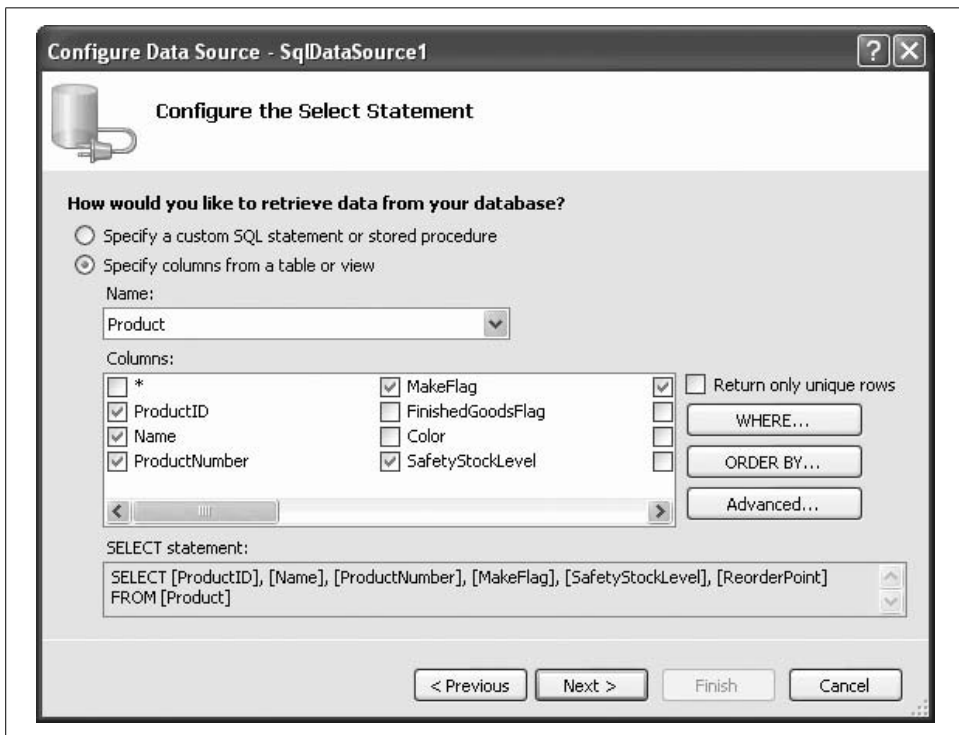 Configure Data Source - SqlDataSource1
Configure the Select Statement
How would you like to retrieve data from your database?
Specify a custom SQL statement or stored procedure
Specify columns from a table or view
Name:
Product
Columns:
* MakeFlag Return only unique rows
ProductID FinishedGoodsFlag WHERE...
Name Color
ProductNumber SafetyStockLevel ORDER BY...
Advanced...
SELECT statement:
SELECT [ProductID], [Name], [ProductNumber], [MakeFlag], [SafetyStockLevel], [ReorderPoint]
FROM [Product]
< Previous Next > Finish Cancel